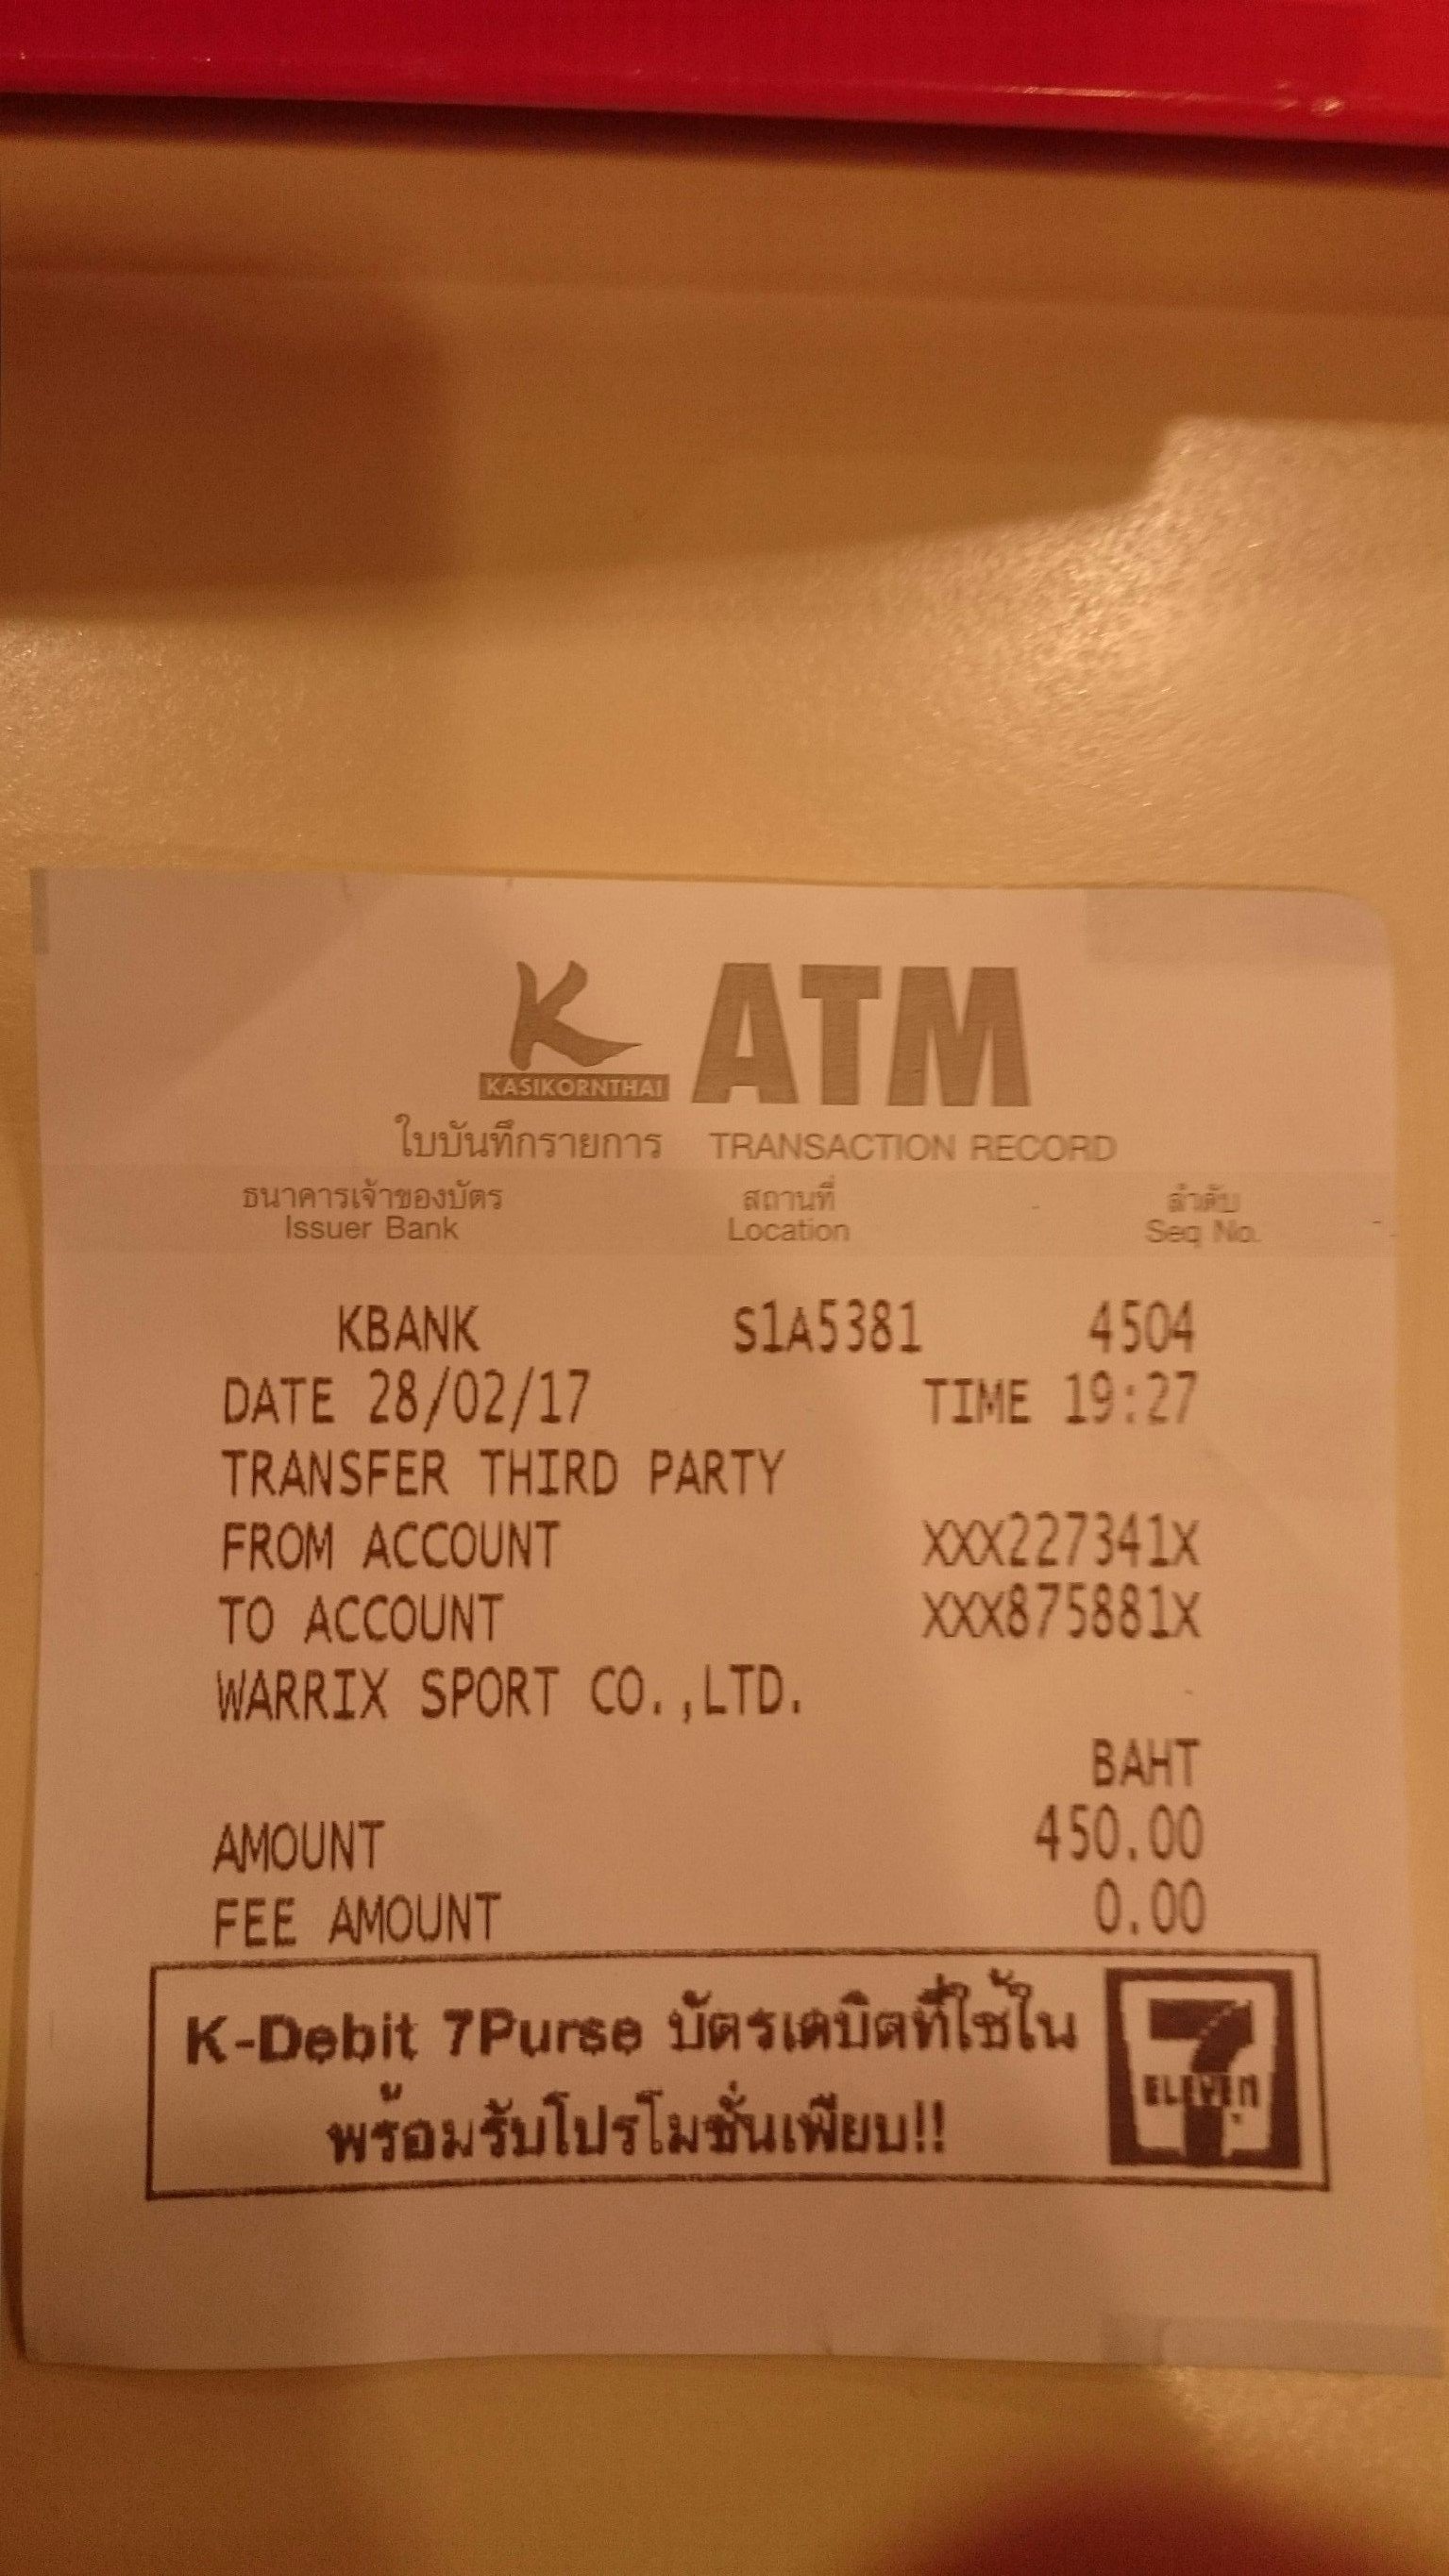 K ATM
KASIKORNTHAI
ใบบันทึกรายการ TRANSACTION RECORD
ธนาคารเจ้าของบัตร สถานที่ ลำดับ
Issuer Bank Location Seq No.
KBANK S1A5381 4504
DATE 28/02/17 TIME 19:27
TRANSFER THIRD PARTY
FROM ACCOUNT XXX227341X
TO ACCOUNT XXX875881X
WARRIX SPORT CO.,LTD.
BAHT
AMOUNT 450.00
FEE AMOUNT 0.00
K-Debit 7Purse บัตรเดบิตที่ใช้ใน
พร้อมรับโปรโมชั่นเพียบ!!
7
ELEVEn